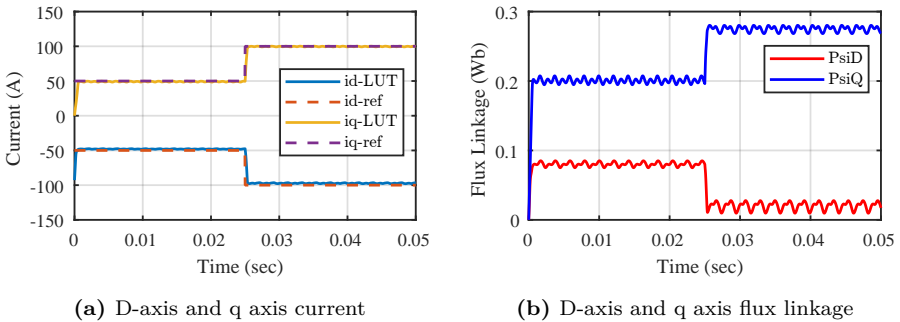 150
100
50
0
-50
-100
-150
Current (A)
id-LUT
id-ref
iq-LUT
iq-ref
0
0.01
0.02
0.03
0.04
0.05
Time (sec)
(a) D-axis and q axis current
0.3
0.2
0.1
0
Flux Linkage (Wb)
PsiD
PsiQ
0
0.01
0.02
0.03
0.04
0.05
Time (sec)
(b) D-axis and q axis flux linkage